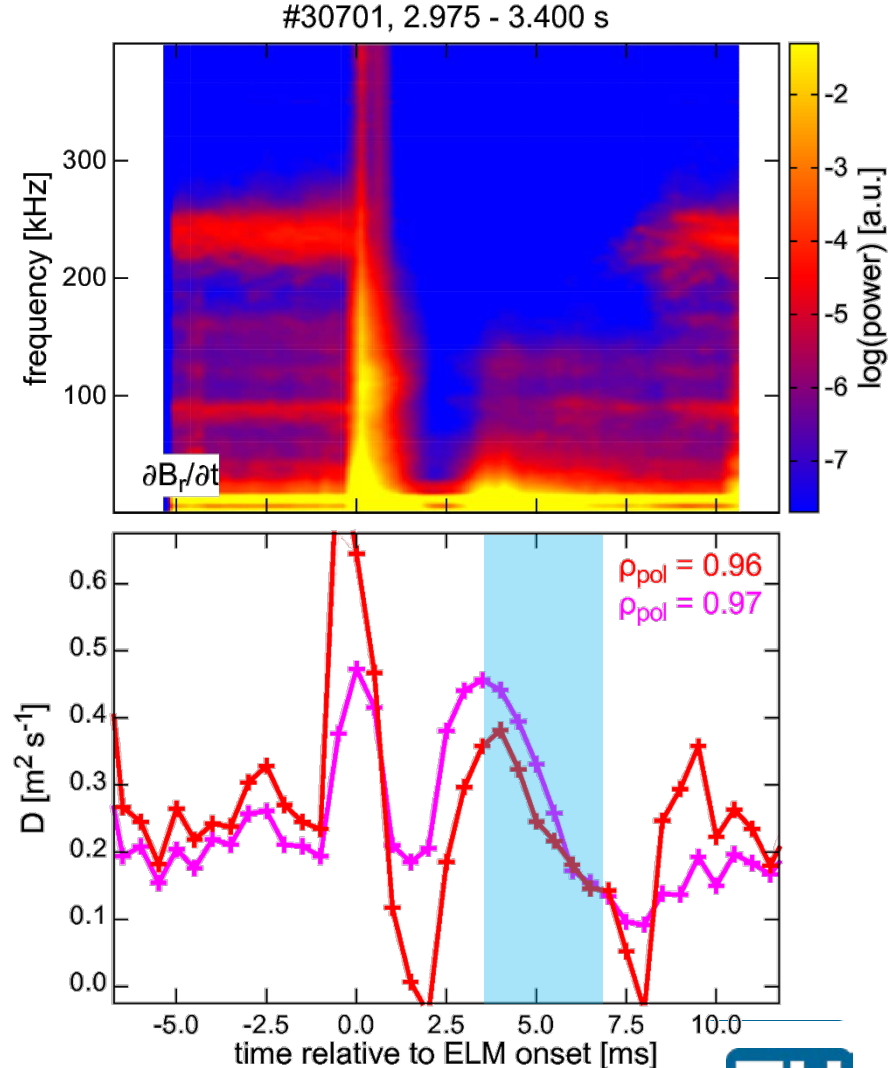 #30701, 2.975 - 3.400 s
frequency [kHz]
300
200
100
∂Bᵣ/∂t
-2
-3
-4
-5
-6
-7
log(power) [a.u.]
D [m² s⁻¹]
0.6
0.5
0.4
0.3
0.2
0.1
0.0
ρpol = 0.96
ρpol = 0.97
-5.0 -2.5 0.0 2.5 5.0 7.5 10.0
time relative to ELM onset [ms]